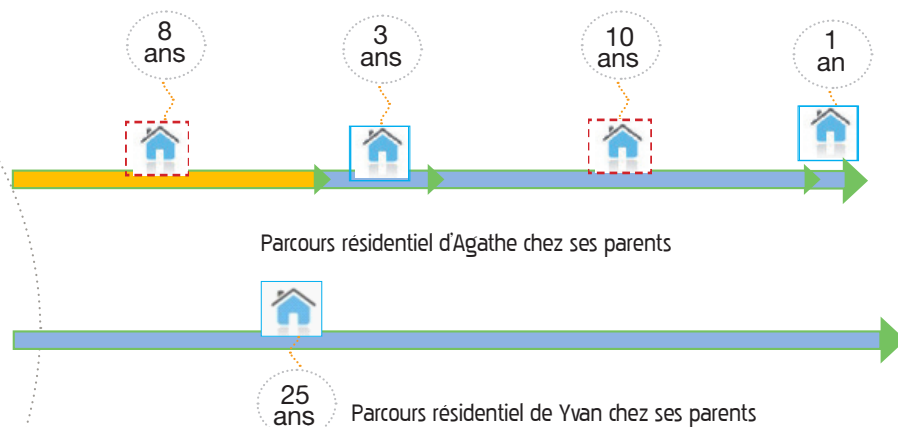 8
ans
3
ans
10
ans
1
an
Parcours résidentiel d'Agathe chez ses parents
25
ans
Parcours résidentiel de Yvan chez ses parents